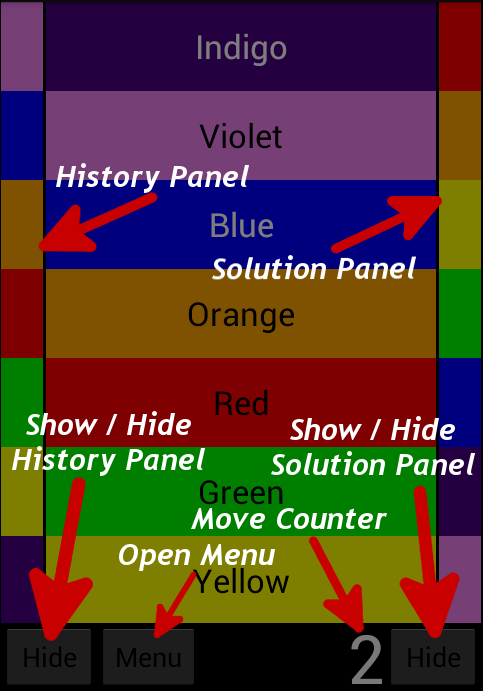 Indigo
Violet
History Panel
Blue
Solution Panel
Orange
Red
Show / Hide
History Panel
Show / Hide
Solution Panel
Green
Move Counter
Open Menu
Yellow
Hide
Menu
2
Hide